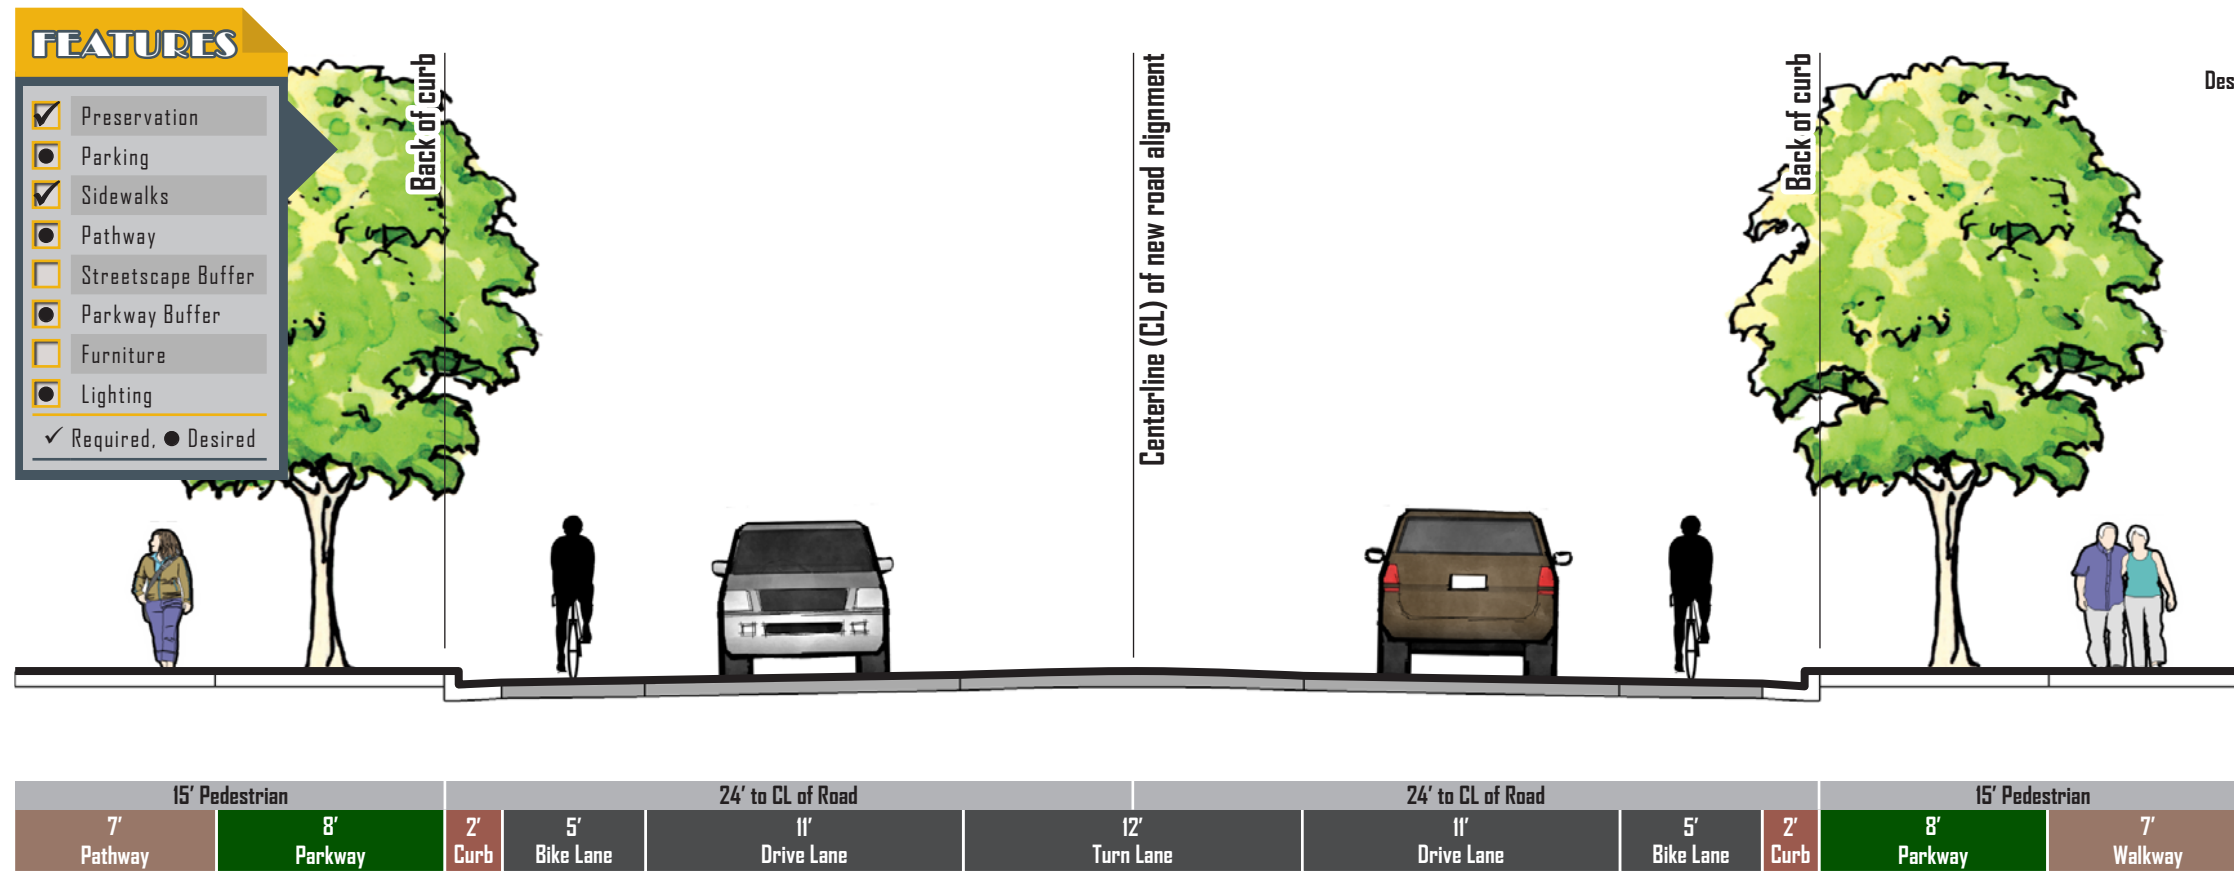 FEATURES
Preservation
Parking
Sidewalks
Pathway
Streetscape Buffer
Parkway Buffer
Furniture
Lighting
✓ Required, ● Desired
Back of curb
Centerline (CL) of new road alignment
Back of curb
Des
15' Pedestrian
24' to CL of Road
24' to CL of Road
15' Pedestrian
7'
Pathway
8'
Parkway
2'
Curb
5'
Bike Lane
11'
Drive Lane
12'
Turn Lane
11'
Drive Lane
5'
Bike Lane
2'
Curb
8'
Parkway
7'
Walkway